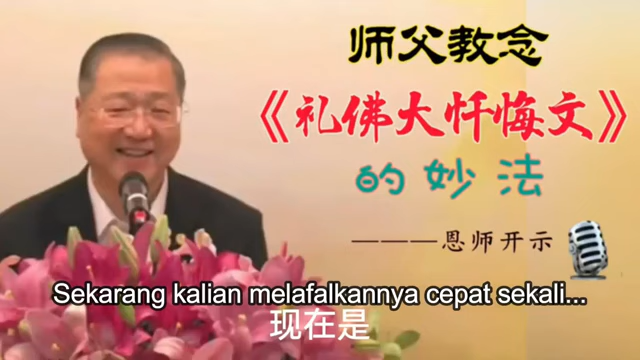 师父教念
《礼佛大忏悔文》
的妙法
———恩师开示
Sekarang kalian melafalkannya cepat sekali...
现在是